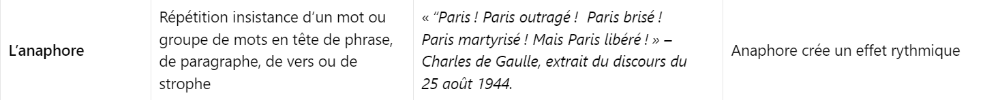 L’anaphore
Répétition insistance d’un mot ou
groupe de mots en tête de phrase,
de paragraphe, de vers ou de
strophe
« “Paris ! Paris outragé !  Paris brisé !
Paris martyrisé ! Mais Paris libéré ! » –
Charles de Gaulle, extrait du discours du
25 août 1944.
Anaphore crée un effet rythmique